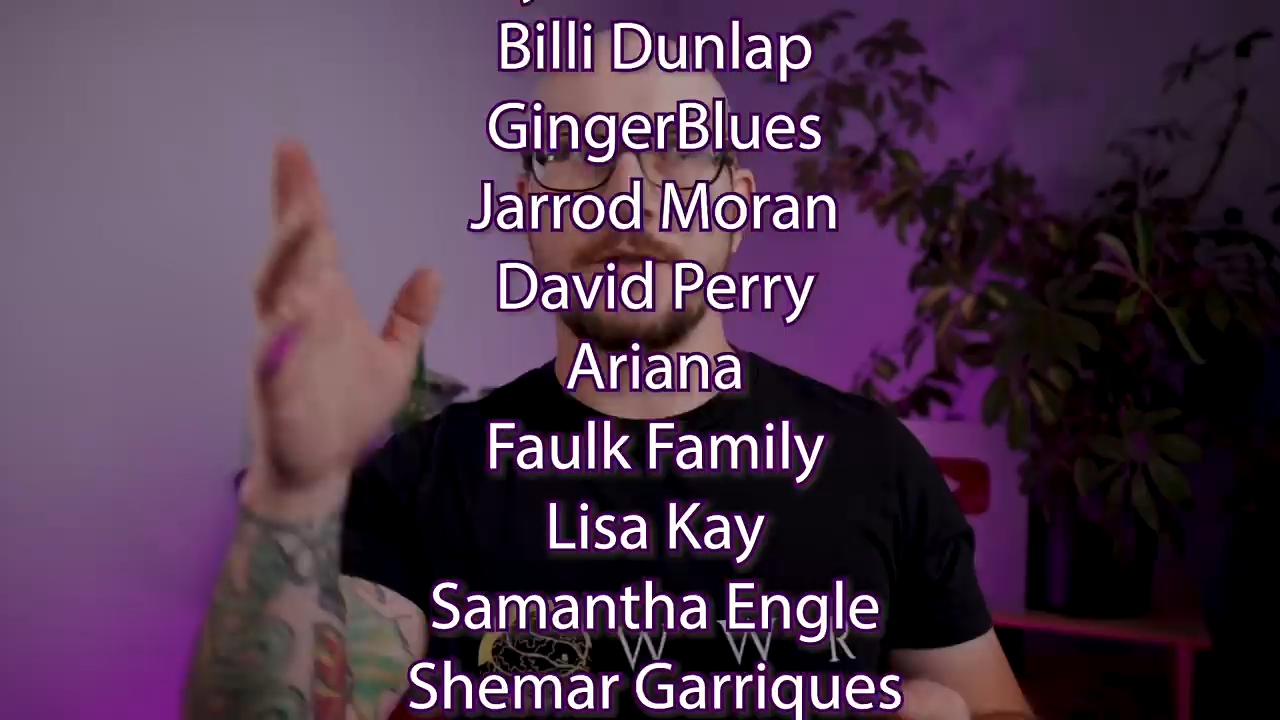 Billi Dunlap
GingerBlues
Jarrod Moran
David Perry
Ariana
Faulk Family
Lisa Kay
Samantha Engle
W W R
Shemar Garriques